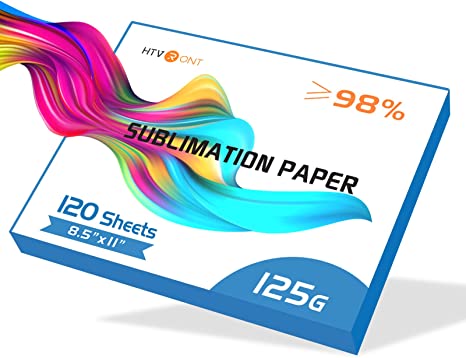 HTVRONT
≥98%
SUBLIMATION PAPER
120 Sheets
8.5"x11"
125G